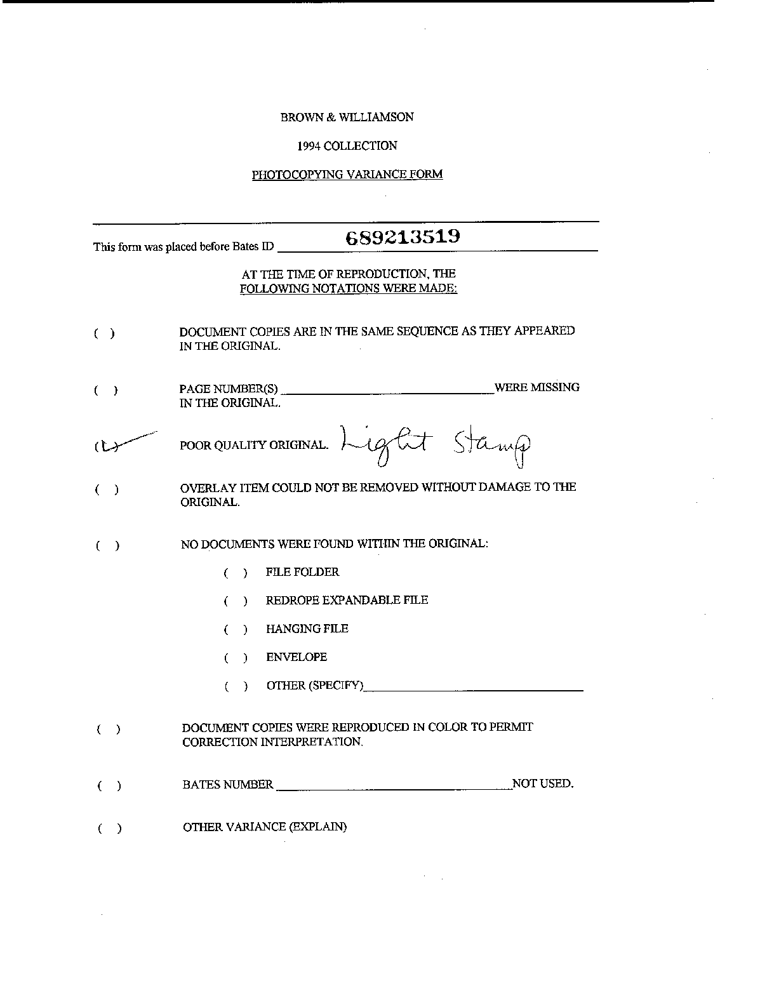 BROWN & WILLIAMSON
1994 COLLECTION
PHOTOCOPYING VARIANCE FORM
This form was placed before Bates ID 689213519
AT THE TIME OF REPRODUCTION, THE
FOLLOWING NOTATIONS WERE MADE:
( ) DOCUMENT COPIES ARE IN THE SAME SEQUENCE AS THEY APPEARED
IN THE ORIGINAL.
( ) PAGE NUMBER(S) ____ WERE MISSING
IN THE ORIGINAL.
(✓) POOR QUALITY ORIGINAL. Light Stamp
( ) OVERLAY ITEM COULD NOT BE REMOVED WITHOUT DAMAGE TO THE
ORIGINAL.
( ) NO DOCUMENTS WERE FOUND WITHIN THE ORIGINAL:
( ) FILE FOLDER
( ) REDROPE EXPANDABLE FILE
( ) HANGING FILE
( ) ENVELOPE
( ) OTHER (SPECIFY)____
( ) DOCUMENT COPIES WERE REPRODUCED IN COLOR TO PERMIT
CORRECTION INTERPRETATION.
( ) BATES NUMBER ____ NOT USED.
( ) OTHER VARIANCE (EXPLAIN)